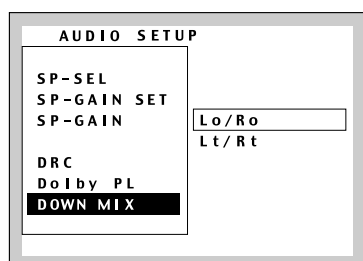 AUDIO SETUP
SP-SEL
SP-GAIN SET
SP-GAIN
Lo/Ro
Lt/Rt
DRC
Dolby PL
DOWN MIX